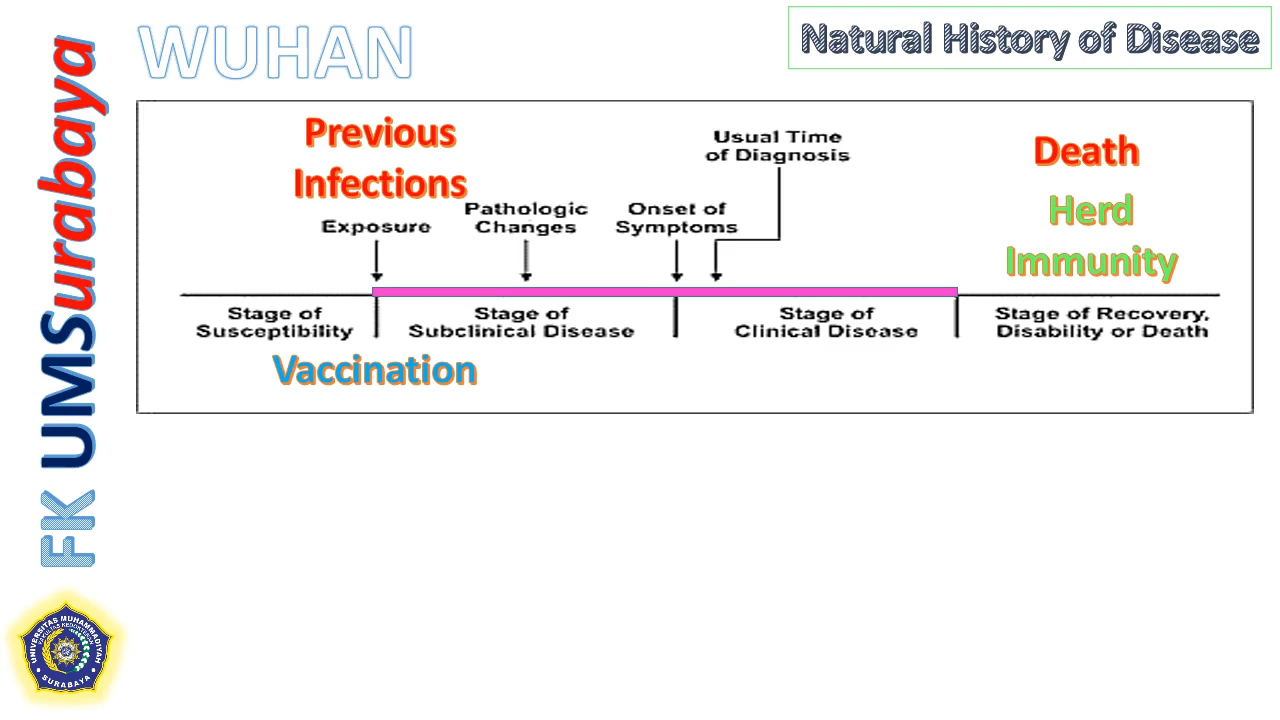 WUHAN
Natural History of Disease
FK UMSurabaya
Previous
Infections
Usual Time
of Diagnosis
Death
Herd
Immunity
Exposure
Pathologic
Changes
Onset of
Symptoms
Stage of
Susceptibility
Stage of
Subclinical Disease
Stage of
Clinical Disease
Stage of Recovery,
Disability or Death
Vaccination
UNIVERSITAS MUHAMMADIYAH
FAKULTAS KEDOKTERAN
SURABAYA